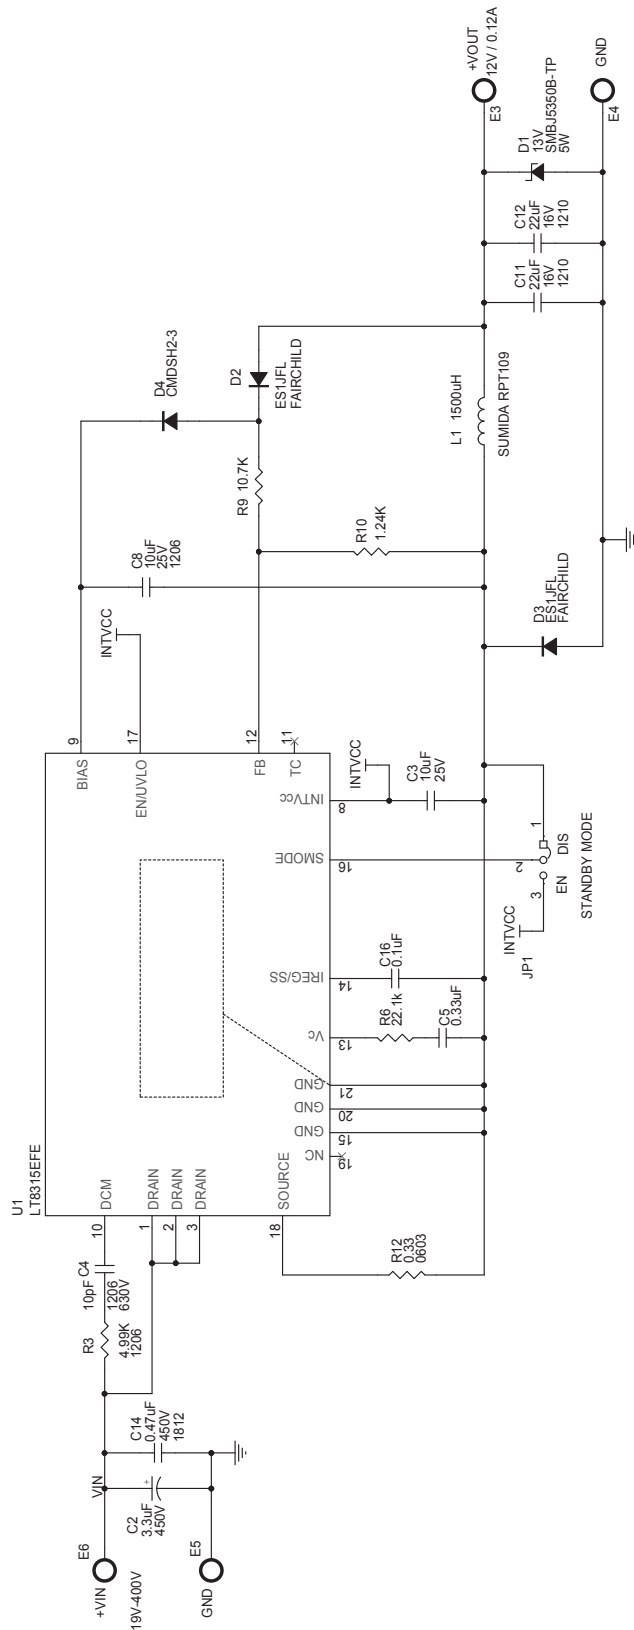 U1
LT8315EFE
+VIN
19V-400V
E6
GND
E5
VIN
C2
3.3uF
450V
+
C14
0.47uF
450V
1812
R3
4.99K
1206
10pF C4
1206
630V
10
DCM
1
DRAIN
2
DRAIN
3
DRAIN
18
SOURCE
NC
19
GND
15
GND
20
GND
21
Vc
13
IREG/SS
14
SMODE
16
INTVcc
8
BIAS
9
EN/UVLO
17
FB
12
TC
11
R12
0.33
0603
R6
22.1k
C5
0.33uF
C16
0.1uF
INTVCC
C3
10uF
25V
INTVCC
JP1
3
EN
2
DIS
1
STANDBY MODE
INTVCC
C8
10uF
25V
1206
R10
1.24K
R9 10.7K
D4
CMDSH2-3
D2
ES1JFL
FAIRCHILD
D3
ES1JFL
FAIRCHILD
L1 1500uH
SUMIDA RPT109
C11
22uF
16V
1210
C12
22uF
16V
1210
D1
13V
SMBJ5350B-TP
5W
+VOUT
12V / 0.12A
E3
GND
E4